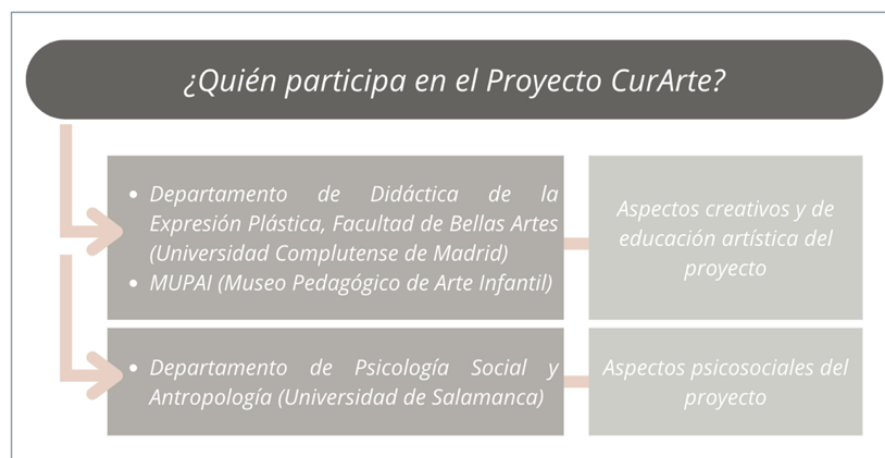 ¿Quién participa en el Proyecto CurArte?
• Departamento de Didáctica de la
Expresión Plástica, Facultad de Bellas Artes
(Universidad Complutense de Madrid)
• MUPAI (Museo Pedagógico de Arte Infantil)
Aspectos creativos y de
educación artística del
proyecto
• Departamento de Psicología Social y
Antropología (Universidad de Salamanca)
Aspectos psicosociales del
proyecto